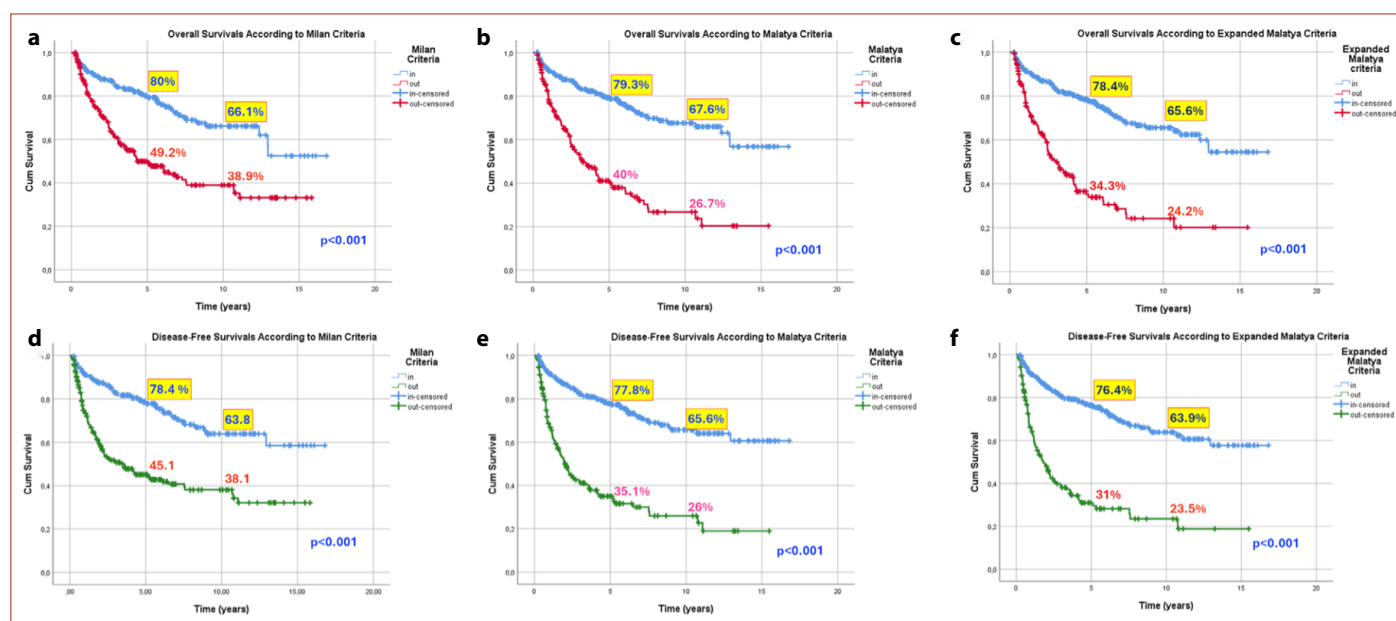 a
Overall Survivals According to Milan Criteria
Milan
Criteria
in
out
in-censored
out-censored
1,0
0,8
0,6
0,4
0,2
0,0
Cum Survival
80%
66.1%
49.2%
38.9%
p<0.001
0
5
10
15
20
Time (years)
b
Overall Survivals According to Malatya Criteria
Malatya
Criteria
in
out
in-censored
out-censored
1,0
0,8
0,6
0,4
0,2
0,0
Cum Survival
79.3%
67.6%
40%
26.7%
p<0.001
0
5
10
15
20
Time (years)
c
Overall Survivals According to Expanded Malatya Criteria
Expanded
Malatya
criteria
in
out
in-censored
out-censored
1,0
0,8
0,6
0,4
0,2
0,0
Cum Survival
78.4%
65.6%
34.3%
24.2%
p<0.001
0
5
10
15
20
Time (years)
d
Disease-Free Survivals According to Milan Criteria
Milan
Criteria
in
out
in-censored
out-censored
1,0
0,8
0,6
0,4
0,2
0,0
Cum Survival
78.4 %
63.8
45.1
38.1
p<0.001
,00
5,00
10,00
15,00
20,00
Time (years)
e
Disease-Free Survivals According to Malatya Criteria
Malatya
Criteria
in
out
in-censored
out-censored
1,0
0,8
0,6
0,4
0,2
0,0
Cum Survival
77.8%
65.6%
35.1%
26%
p<0.001
0
5
10
15
20
Time (years)
f
Disease-Free Survivals According to Expanded Malatya Criteria
Expanded
Malatya
Criteria
in
out
in-censored
out-censored
1,0
0,8
0,6
0,4
0,2
0,0
Cum Survival
76.4%
63.9%
31%
23.5%
p<0.001
0
5
10
15
20
Time (years)